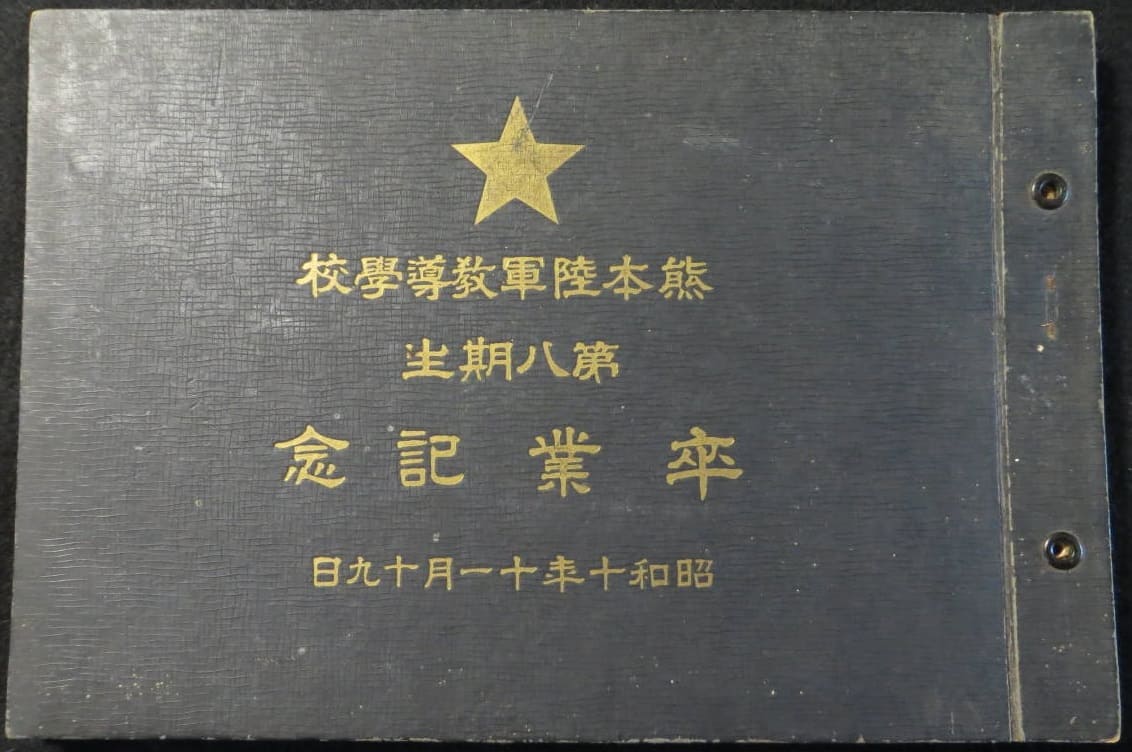 熊本陸軍教導學校
第八期生
卒業記念
昭和十年十一月十九日